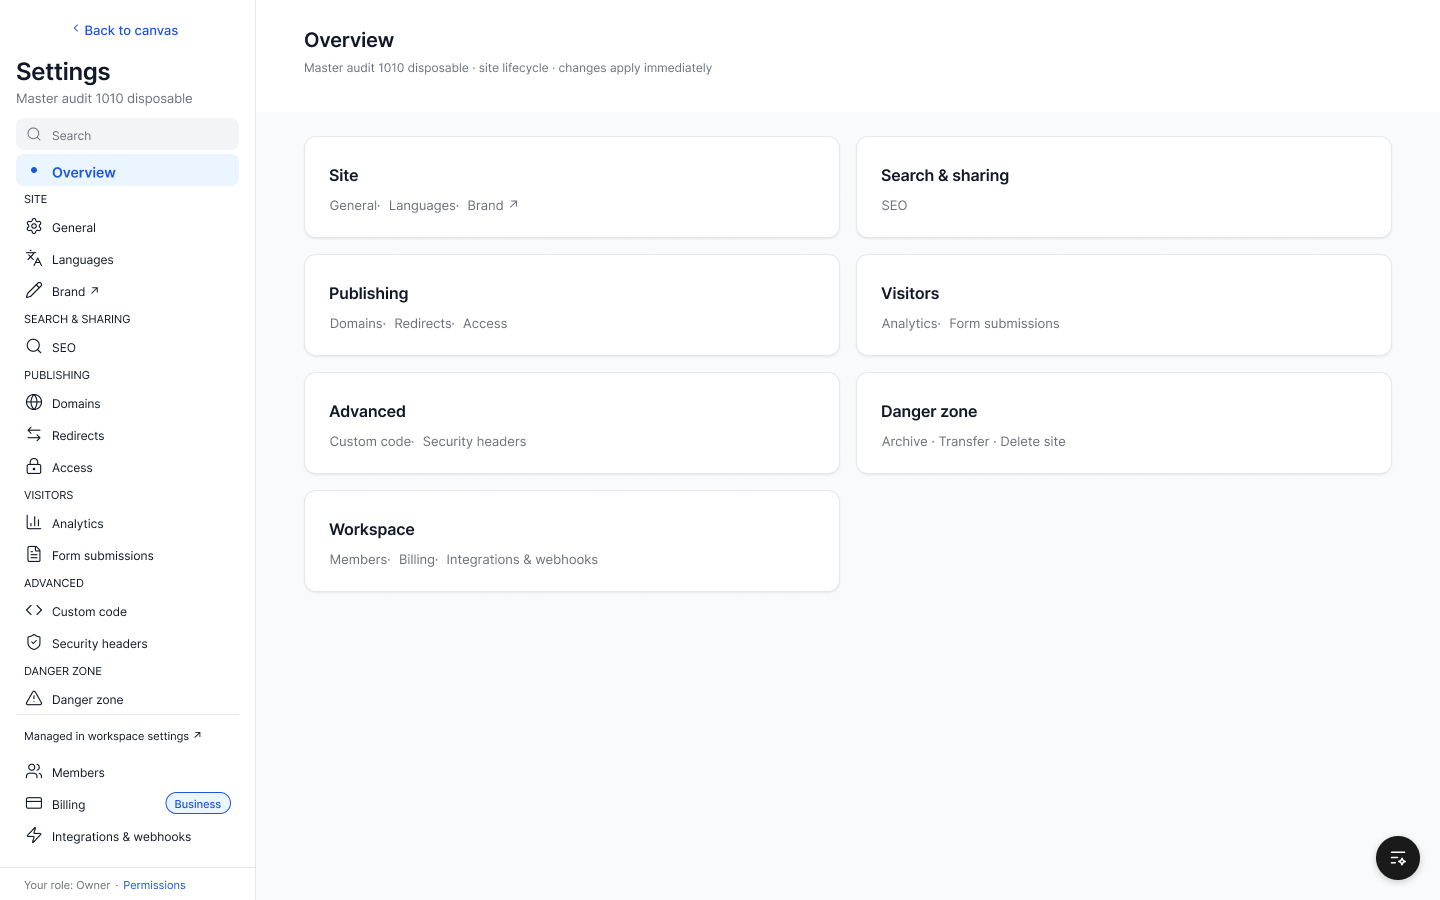 Back to canvas
Settings
Master audit 1010 disposable
Search
Overview
SITE
General
Languages
Brand ↗
SEARCH & SHARING
SEO
PUBLISHING
Domains
Redirects
Access
VISITORS
Analytics
Form submissions
ADVANCED
Custom code
Security headers
DANGER ZONE
Danger zone
Managed in workspace settings ↗
Members
Billing Business
Integrations & webhooks
Your role: Owner · Permissions
Overview
Master audit 1010 disposable · site lifecycle · changes apply immediately
Site
General· Languages· Brand ↗
Search & sharing
SEO
Publishing
Domains· Redirects· Access
Visitors
Analytics· Form submissions
Advanced
Custom code· Security headers
Danger zone
Archive · Transfer · Delete site
Workspace
Members· Billing· Integrations & webhooks